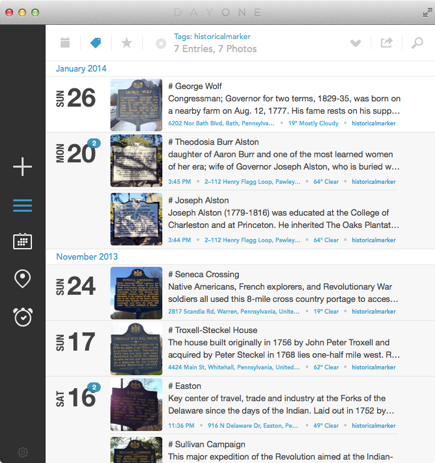 DAY ONE
Tags: historicalmarker
7 Entries, 7 Photos
January 2014
SUN 26
# George Wolf
Congressman; Governor for two terms, 1829-35, was born on
a nearby farm on Aug. 12, 1777. His fame rests on his supp...
6202 Nor Bath Blvd, Bath, Pennsylva... • 19° Mostly Cloudy • historicalmarker
MON 20 2
# Theodosia Burr Alston
daughter of Aaron Burr and one of the most learned women
of her era; wife of Governor Joseph Alston, who is buried w...
3:45 PM • 2–112 Henry Flagg Loop, Pawley... • 64° Clear • historicalmarker
# Joseph Alston
Joseph Alston (1779-1816) was educated at the College of
Charleston and at Princeton. He inherited The Oaks Plantat...
3:44 PM • 2–112 Henry Flagg Loop, Pawley... • 64° Clear • historicalmarker
November 2013
SUN 24
# Seneca Crossing
Native Americans, French explorers, and Revolutionary War
soldiers all used this 8-mile cross country portage to acces...
2817 Scandia Rd, Warren, Pennsylvania, United... • 19° Clear • historicalmarker
SUN 17
# Troxell-Steckel House
The house built originally in 1756 by John Peter Troxell and
acquired by Peter Steckel in 1768 lies one-half mile west. R...
4424 Main St, Whitehall, Pennsylvania, United... • 62° Clear • historicalmarker
SAT 16 2
# Easton
Key center of travel, trade and industry at the Forks of the
Delaware since the days of the Indian. Laid out in 1752 by...
11:36 PM • 916 N Delaware Dr, Easton, Pe... • 49° Clear • historicalmarker
# Sullivan Campaign
This major expedition of the Revolution aimed at the Indian-